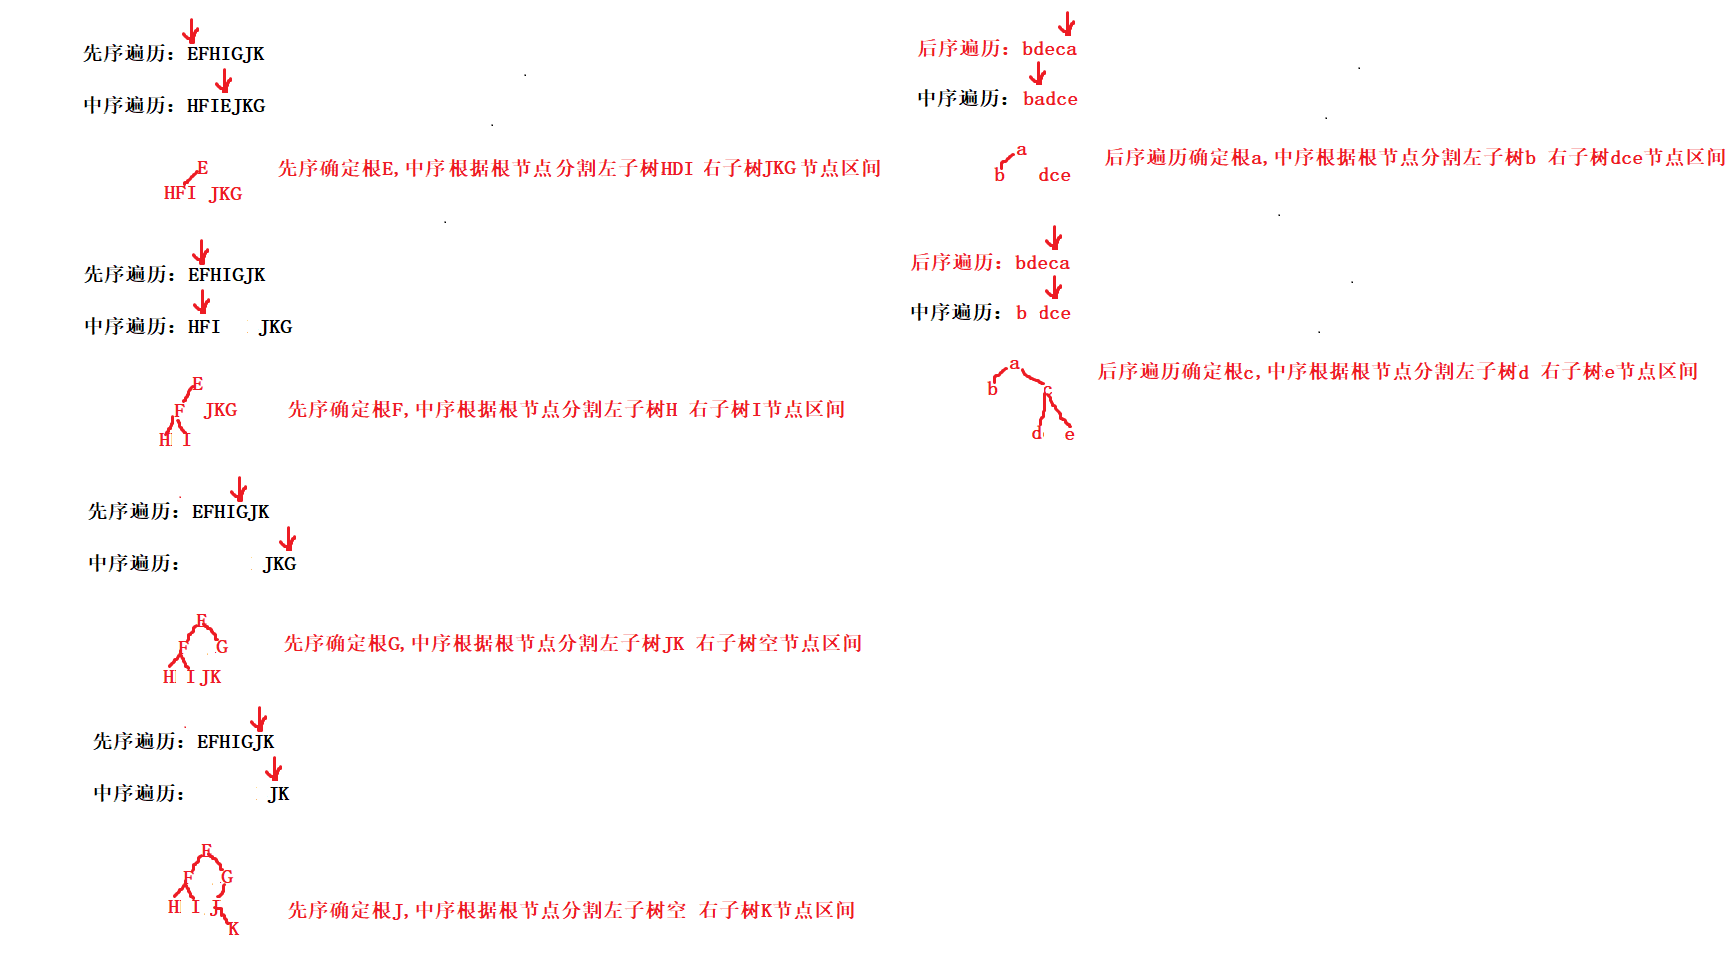 先序遍历：EFHIGJK
中序遍历：HFIEJKG
E
HFI JKG
先序确定根E,中序根据根节点分割左子树HDI 右子树JKG节点区间
先序遍历：EFHIGJK
中序遍历：HFI JKG
E
F JKG
H I
先序确定根F,中序根据根节点分割左子树H 右子树I节点区间
先序遍历：EFHIGJK
中序遍历： JKG
E
F G
H I JK
先序确定根G,中序根据根节点分割左子树JK 右子树空节点区间
先序遍历：EFHIGJK
中序遍历： JK
E
F G
H I J
K
先序确定根J,中序根据根节点分割左子树空 右子树K节点区间
后序遍历：bdeca
中序遍历：badce
a
b dce
后序遍历确定根a,中序根据根节点分割左子树b 右子树dce节点区间
后序遍历：bdeca
中序遍历：b dce
a
b c
d e
后序遍历确定根c,中序根据根节点分割左子树d 右子树e节点区间